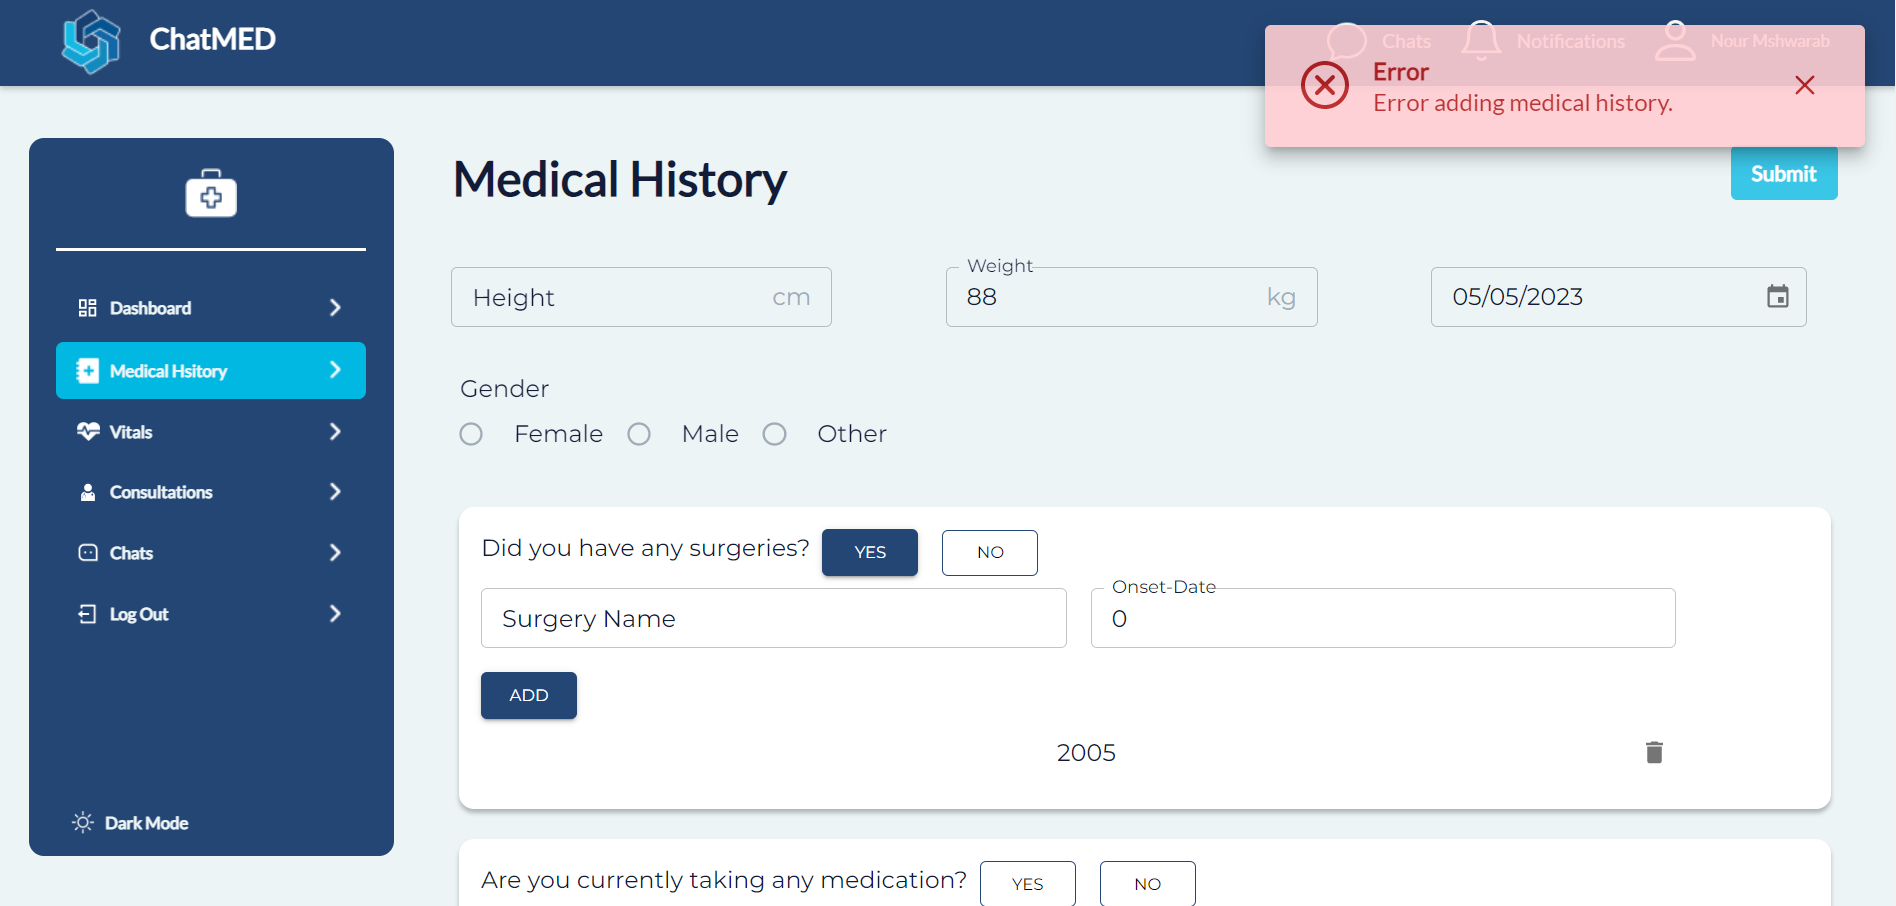 ChatMED
Chats
Notifications
Nour Mshwarab
Error
Error adding medical history.
Medical History
Submit
Dashboard
Medical Hsitory
Vitals
Consultations
Chats
Log Out
Dark Mode
Height cm
Weight
88 kg
05/05/2023
Gender
Female Male Other
Did you have any surgeries? YES NO
Surgery Name
Onset-Date
0
ADD
2005
Are you currently taking any medication? YES NO